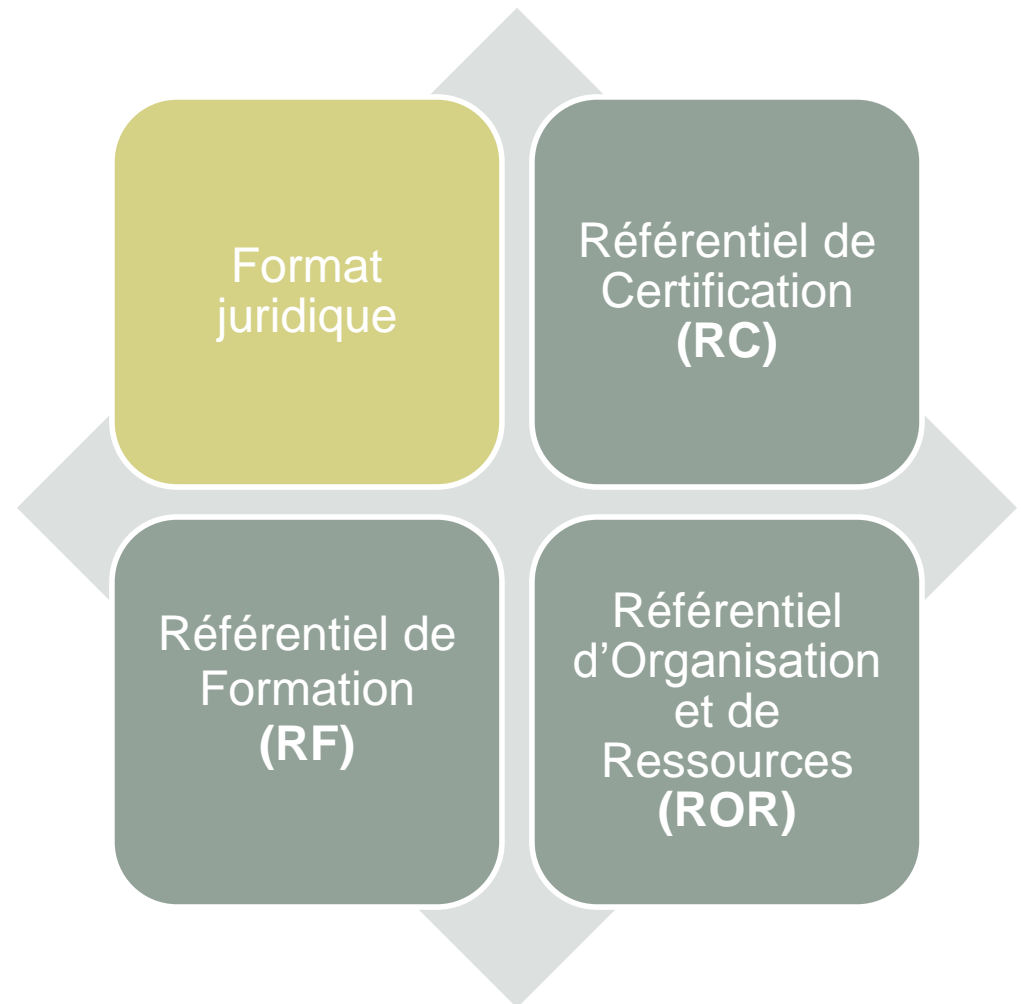 Format
juridique
Référentiel de
Certification
(RC)
Référentiel de
Formation
(RF)
Référentiel
d’Organisation
et de
Ressources
(ROR)